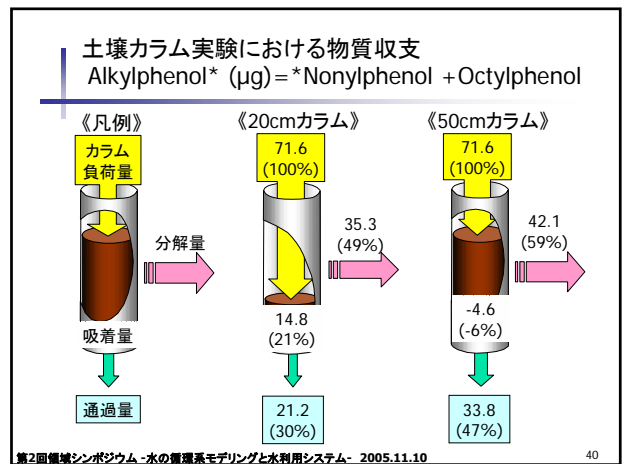 土壌カラム実験における物質収支
Alkylphenol* (μg)=*Nonylphenol +Octylphenol
《凡例》
カラム
負荷量
分解量
吸着量
通過量
《20cmカラム》
71.6
(100%)
35.3
(49%)
14.8
(21%)
21.2
(30%)
《50cmカラム》
71.6
(100%)
42.1
(59%)
-4.6
(-6%)
33.8
(47%)
第2回領域シンポジウム -水の循環系モデリングと水利用システム- 2005.11.10
40